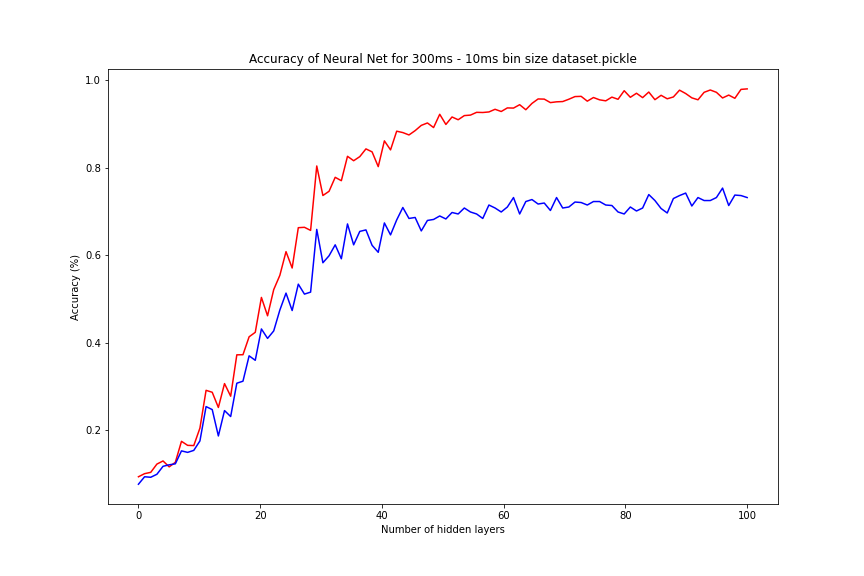 Accuracy of Neural Net for 300ms - 10ms bin size dataset.pickle
1.0
0.8
0.6
0.4
0.2
Accuracy (%)
0 20 40 60 80 100
Number of hidden layers